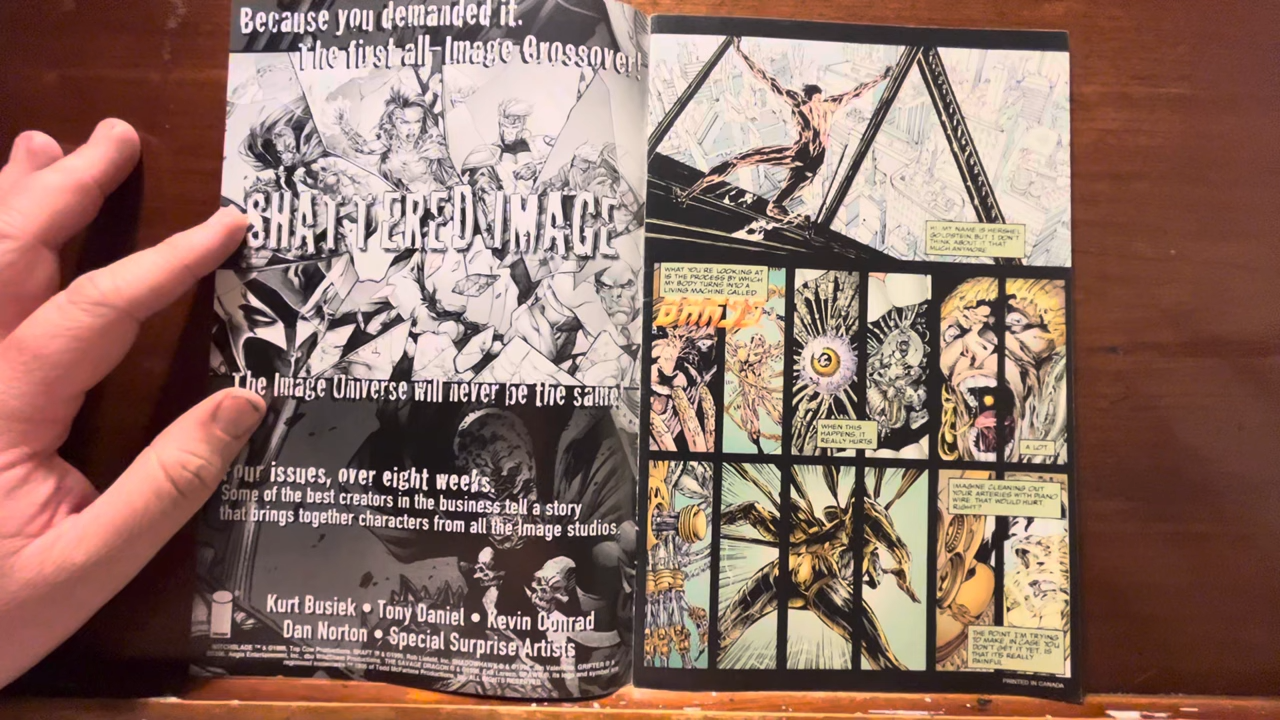 Because you demanded it.
The first all-Image Crossover!
SHATTERED IMAGE
The Image Universe will never be the same
Four issues, over eight weeks.
Some of the best creators in the business tell a story
that brings together characters from all the Image studios.
Kurt Busiek • Tony Daniel • Kevin Conrad
Dan Norton • Special Surprise Artists
HI. MY NAME IS HERSHEL
GOLDSTEIN, BUT I DON'T
THINK ABOUT IT THAT
MUCH ANYMORE.
WHAT YOU'RE LOOKING AT
IS THE PROCESS BY WHICH
MY BODY TURNS INTO A
LIVING MACHINE CALLED
WHEN THIS
HAPPENS, IT
REALLY HURTS
A LOT.
IMAGINE CLEANING OUT
YOUR ARTERIES WITH PIANO
WIRE. THAT WOULD HURT,
RIGHT?
THE POINT I'M TRYING
TO MAKE, IN CASE YOU
DON'T GET IT YET, IS
THAT IT'S REALLY
PAINFUL
PRINTED IN CANADA